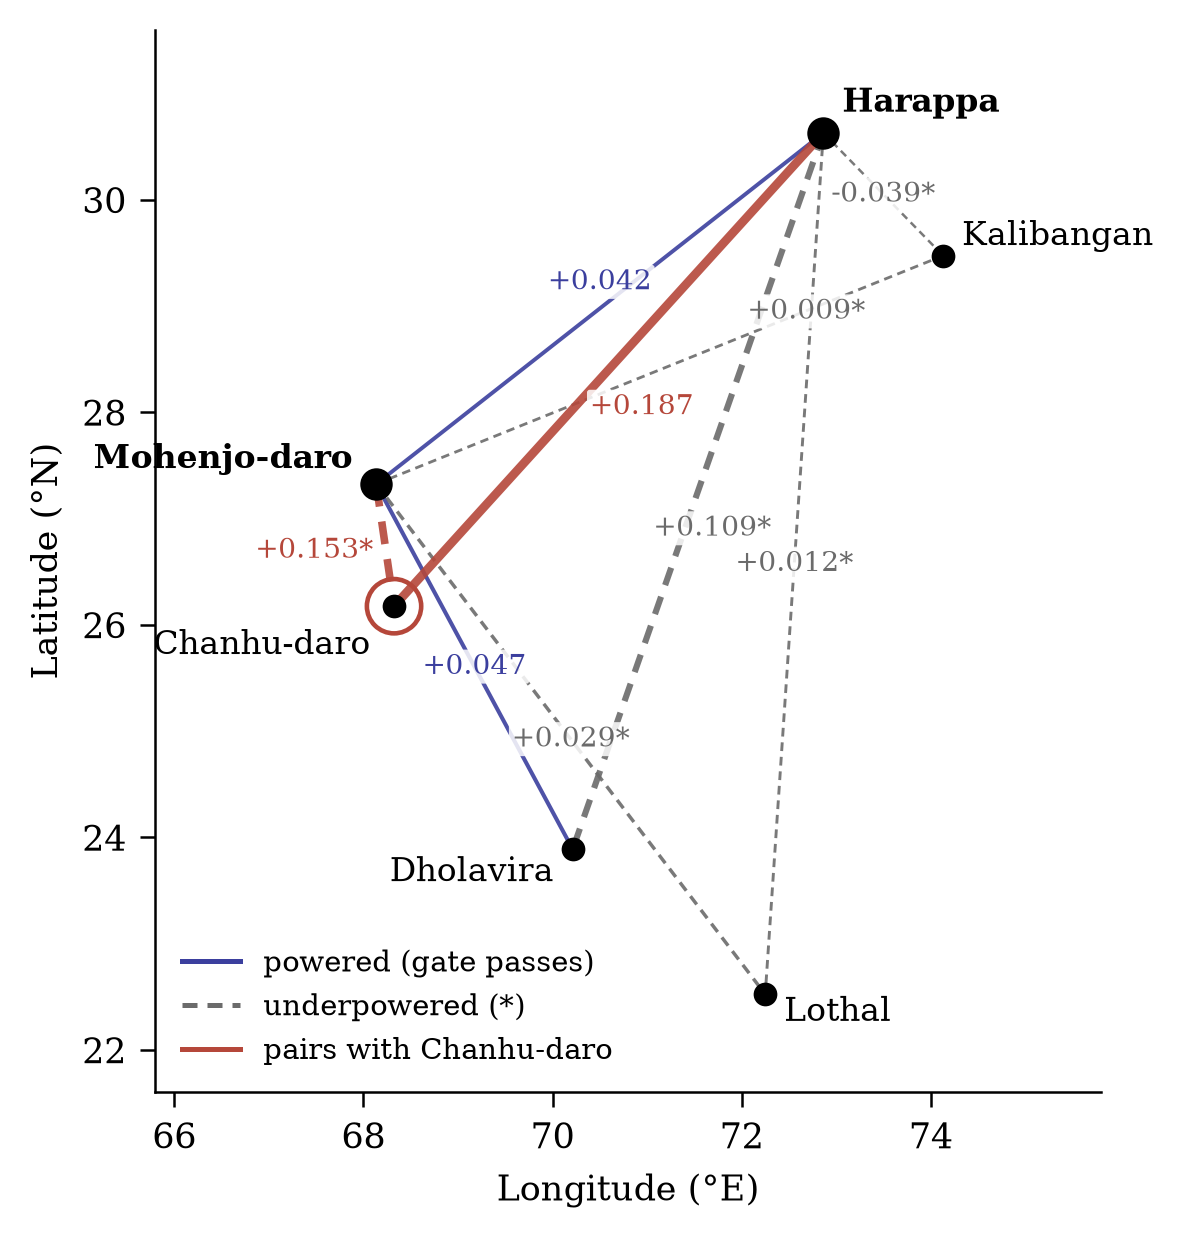 Harappa
-0.039*
30
Kalibangan
+0.042
+0.009*
28
+0.187
Mohenjo-daro
+0.109*
+0.153*
+0.012*
26
Chanhu-daro
+0.047
+0.029*
24
Dholavira
Lothal
22
powered (gate passes)
underpowered (*)
pairs with Chanhu-daro
66 68 70 72 74
Longitude (°E)
Latitude (°N)